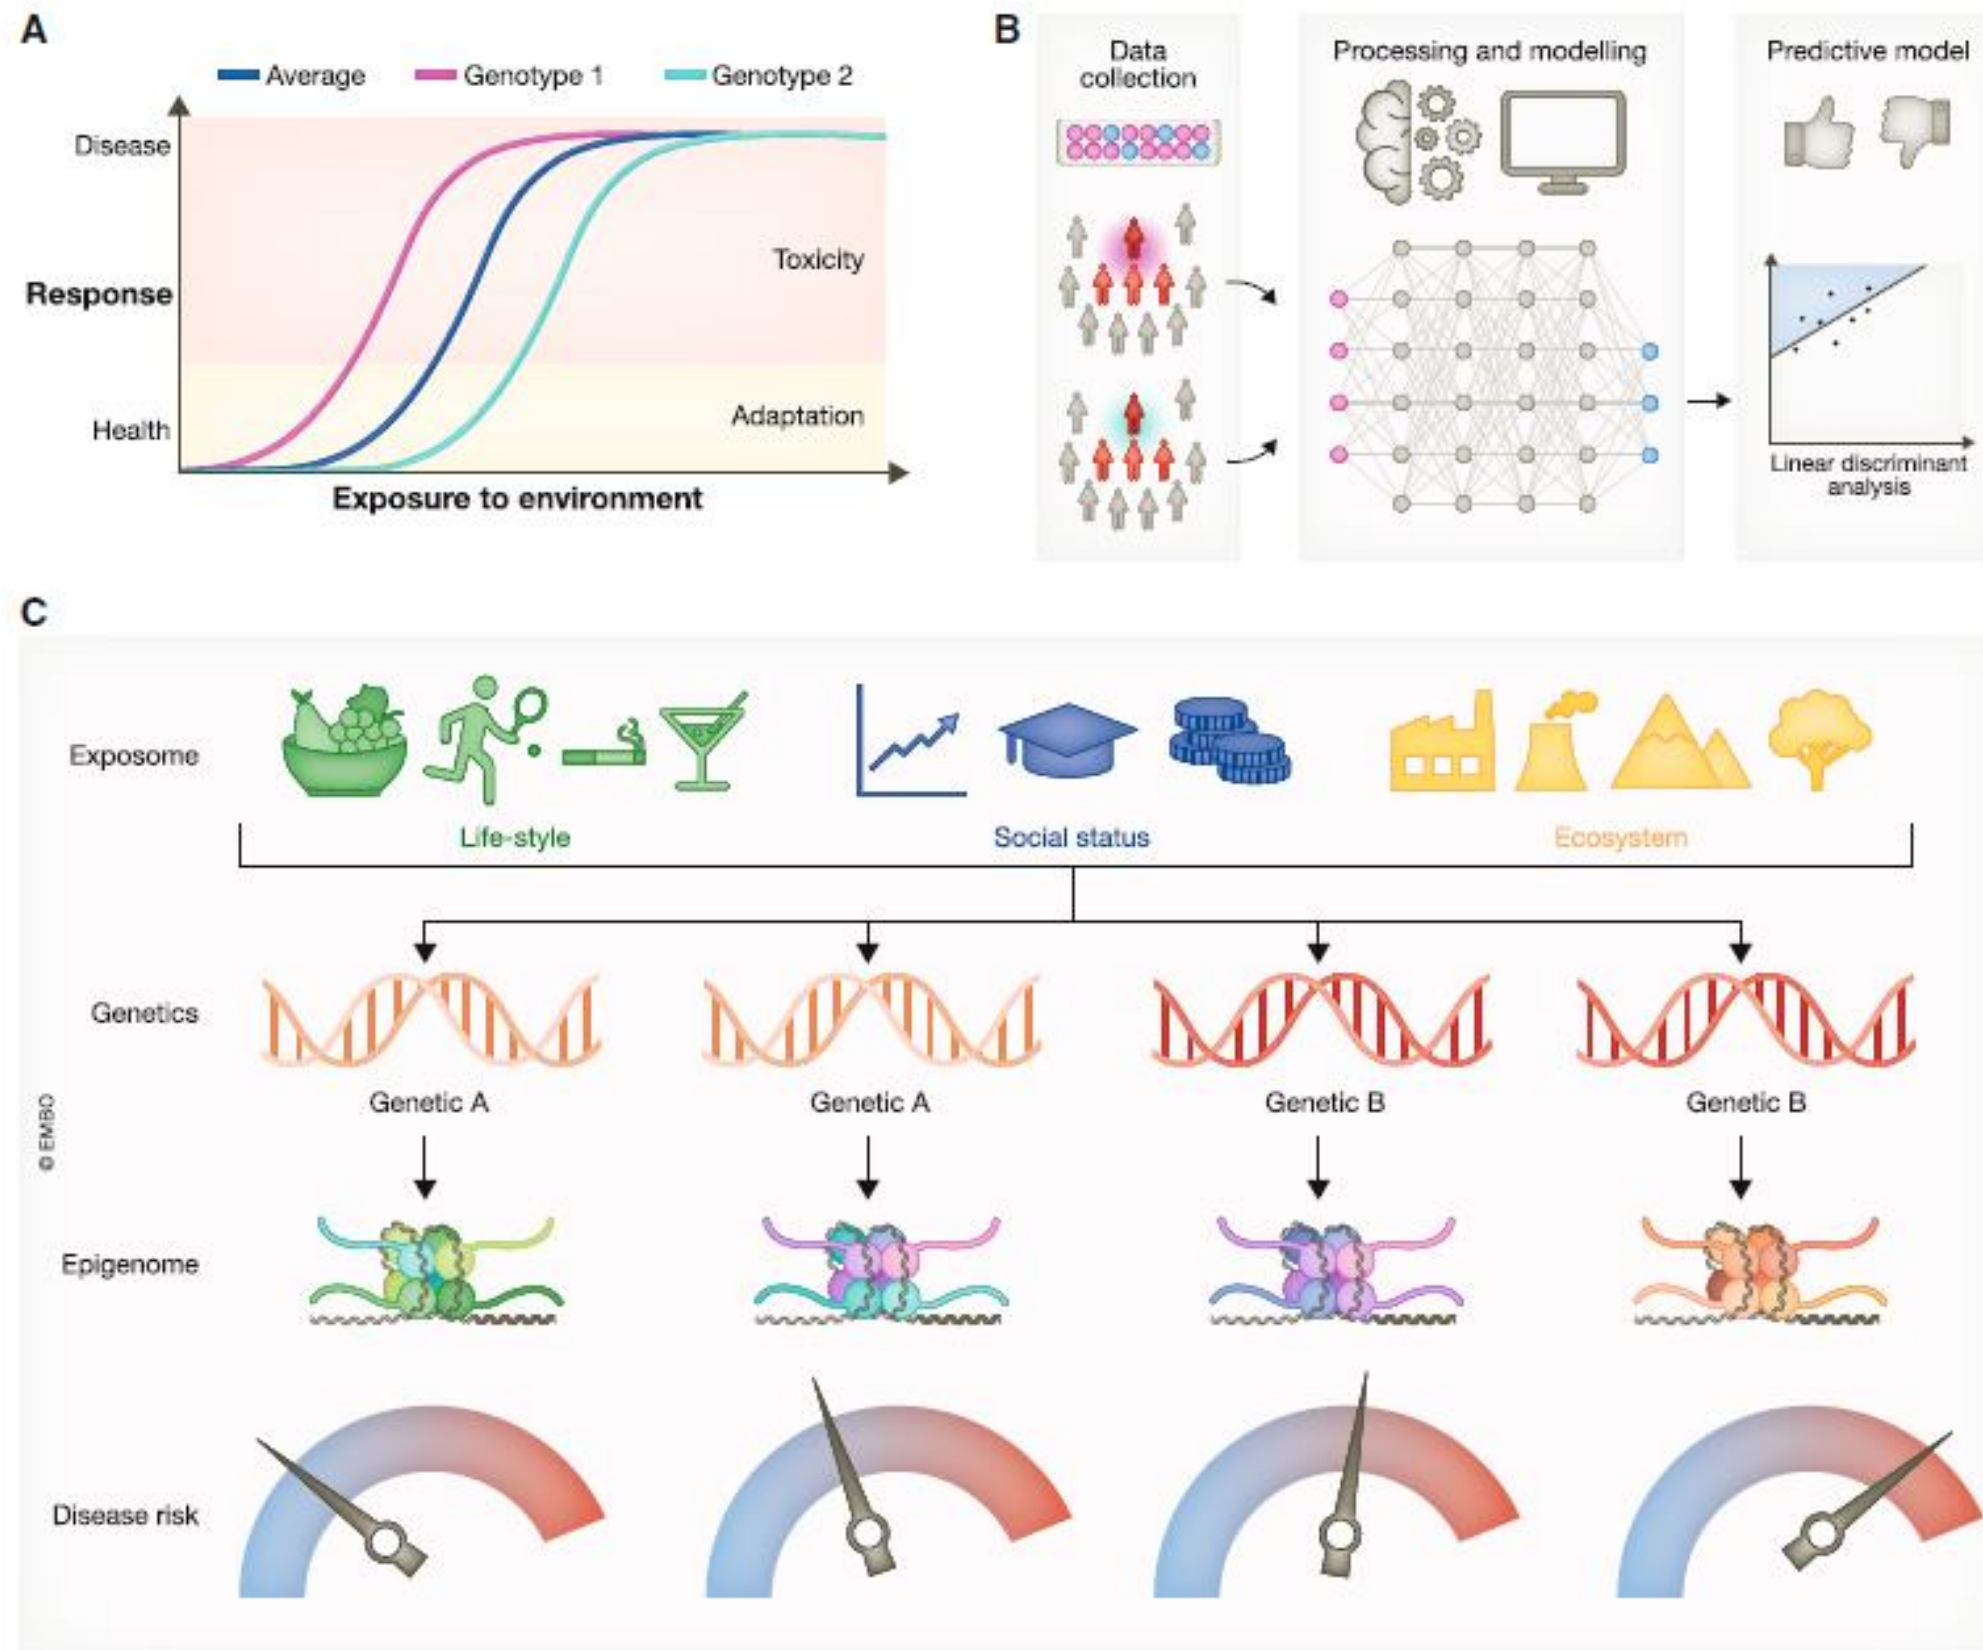 A
Average
Genotype 1
Genotype 2
Disease
Toxicity
Response
Adaptation
Health
Exposure to environment
B
Data
collection
Processing and modelling
Predictive model
Linear discriminant
analysis
C
Exposome
Life-style
Social status
Ecosystem
Genetics
Genetic A
Genetic A
Genetic B
Genetic B
© EMBO
Epigenome
Disease risk